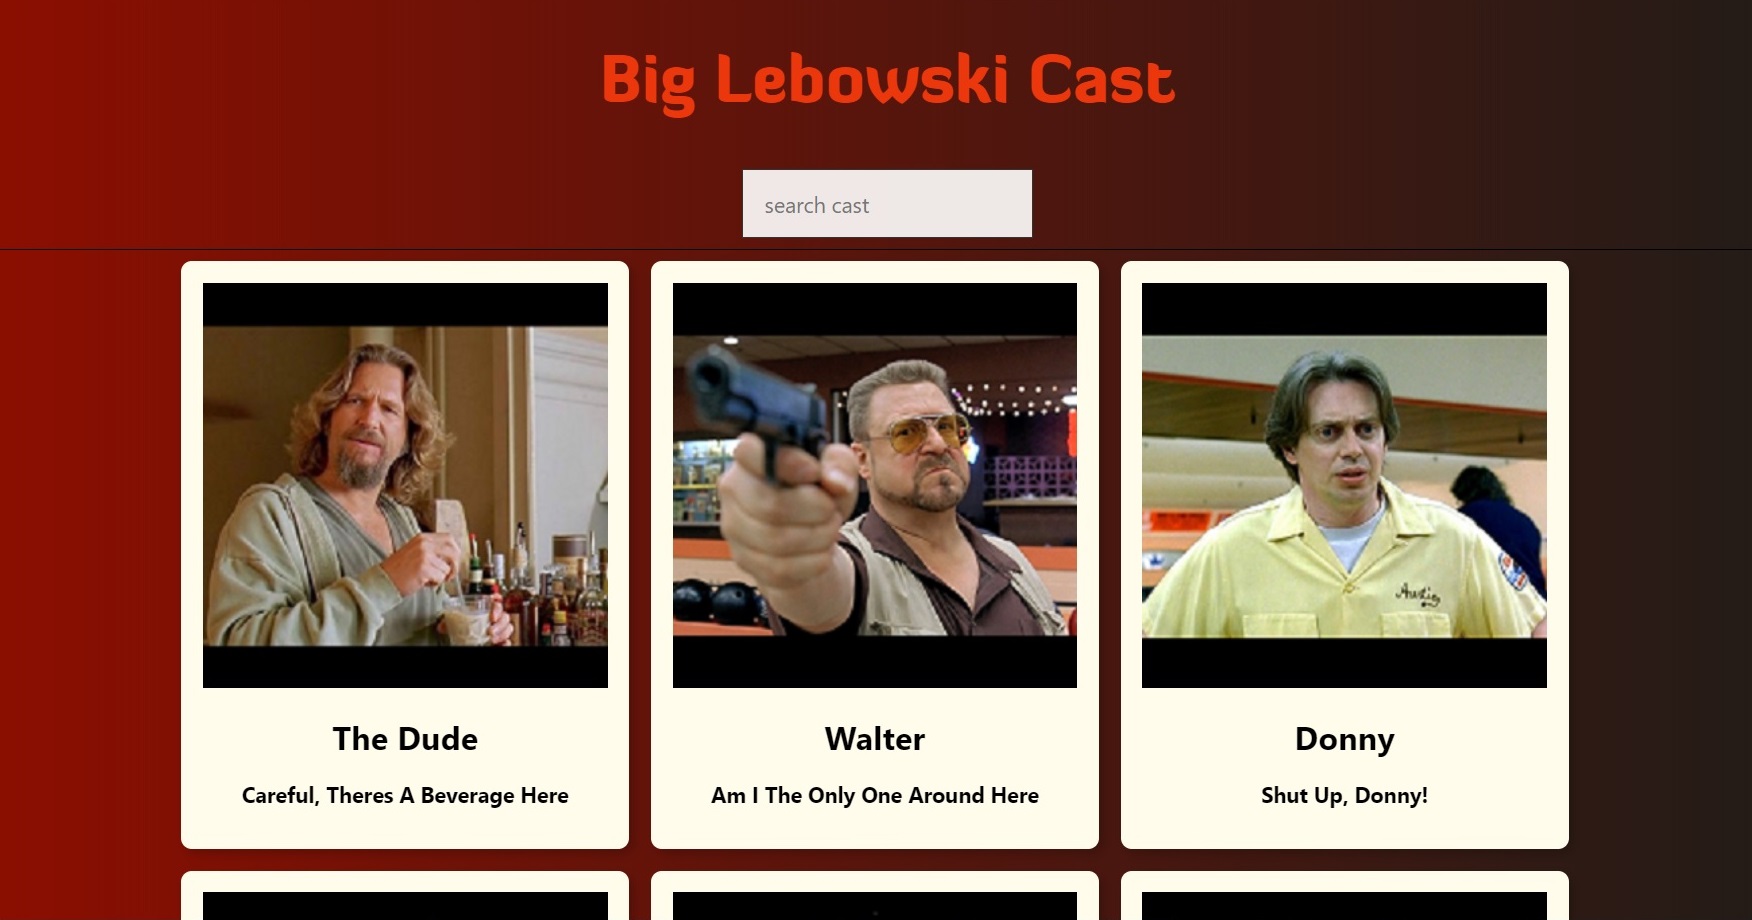 Big Lebowski Cast
search cast
The Dude
Careful, Theres A Beverage Here
Walter
Am I The Only One Around Here
Donny
Shut Up, Donny!
Austin